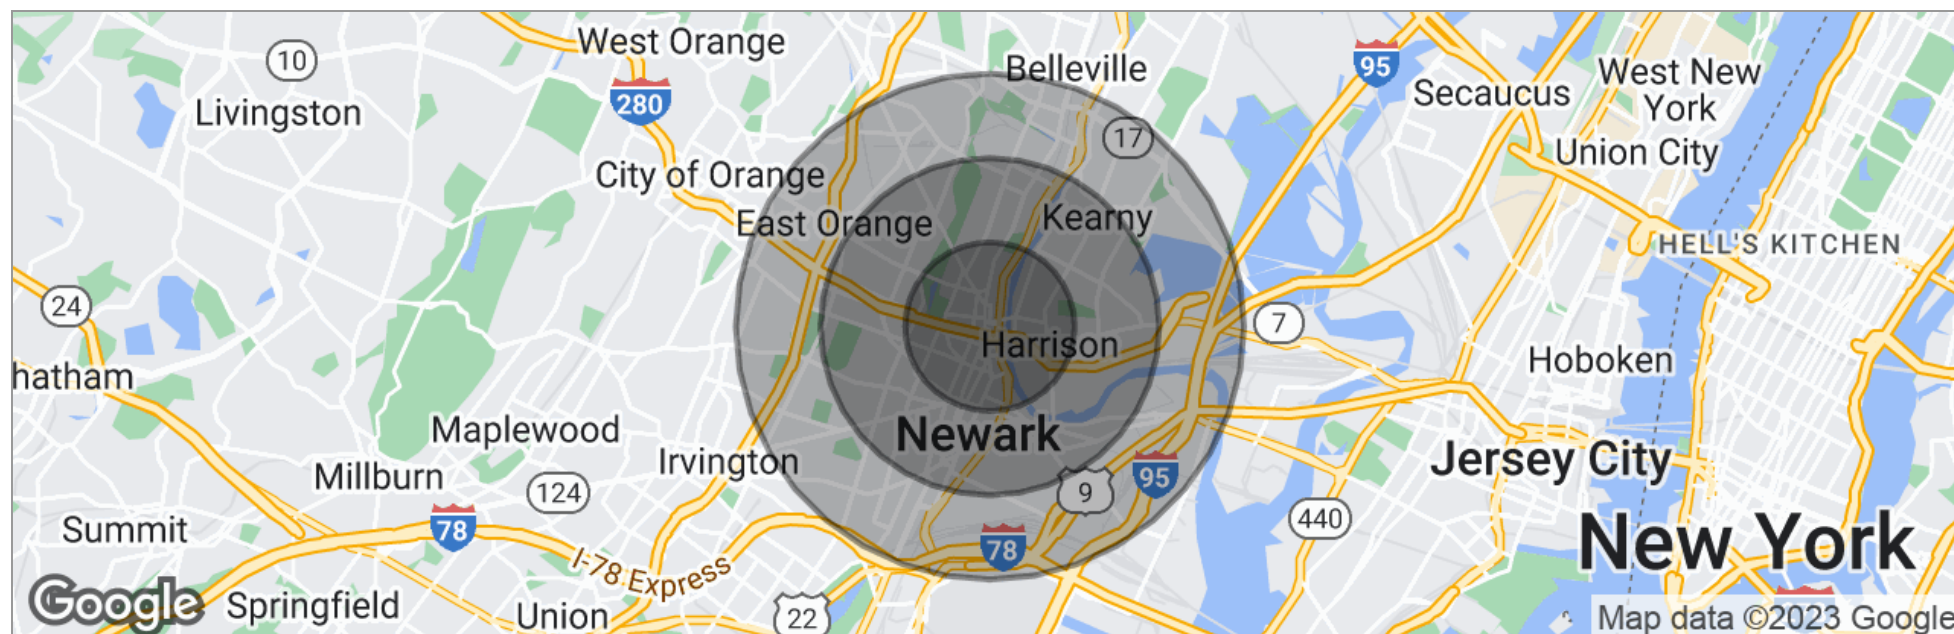 West Orange
10
Belleville
95
West New
York
Secaucus
280
Livingston
17
Union City
City of Orange
East Orange
Kearny
HELL'S KITCHEN
24
7
Harrison
Hoboken
hatham
Maplewood
Newark
Irvington
Jersey City
Millburn
95
124
9
440
Summit
78
78
New York
I-78 Express
Google
Springfield
Union
22
Map data ©2023 Google